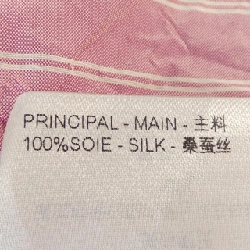 PRINCIPAL - MAIN - 主料
100%SOIE - SILK - 桑蚕丝